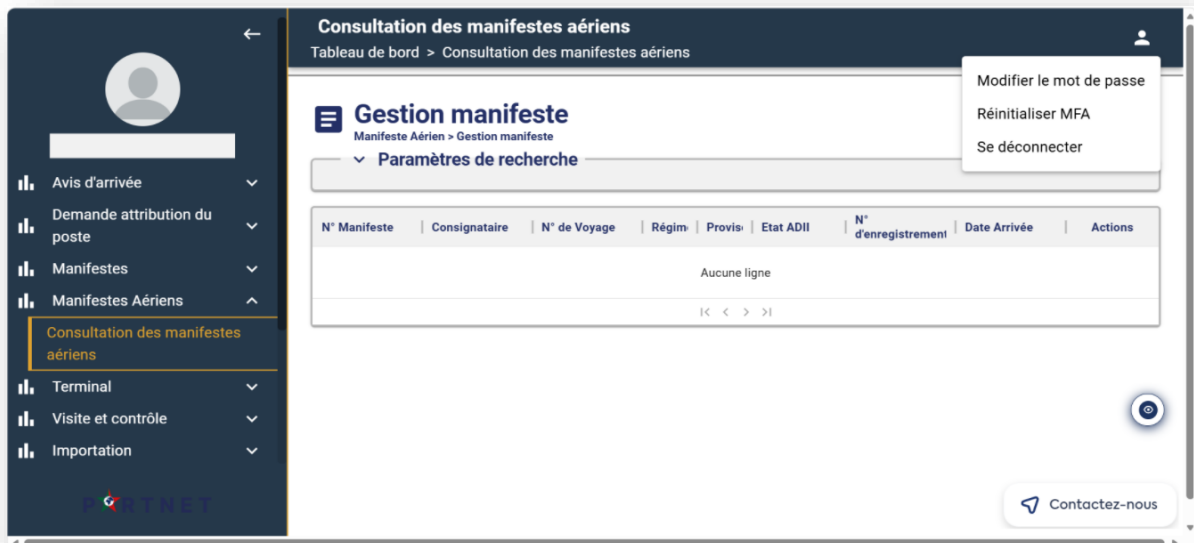 Consultation des manifestes aériens
Tableau de bord > Consultation des manifestes aériens
Modifier le mot de passe
Réinitialiser MFA
Se déconnecter
Avis d'arrivée
Demande attribution du
poste
Manifestes
Manifestes Aériens
Consultation des manifestes
aériens
Terminal
Visite et contrôle
Importation
PORTNET
Gestion manifeste
Manifeste Aérien > Gestion manifeste
Paramètres de recherche
N° Manifeste Consignataire N° de Voyage Régim Provis Etat ADII N° d'enregistrement Date Arrivée Actions
Aucune ligne
Contactez-nous